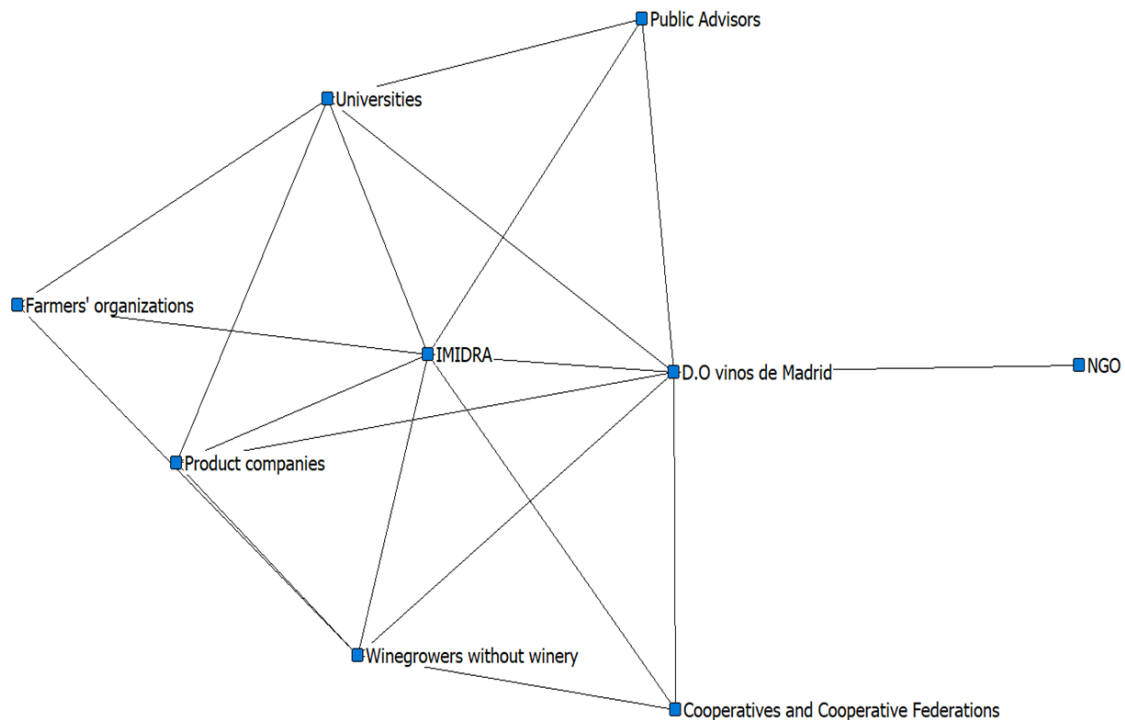 Public Advisors
Universities
Farmers' organizations
IMIDRA
D.O vinos de Madrid
NGO
Product companies
Winegrowers without winery
Cooperatives and Cooperative Federations